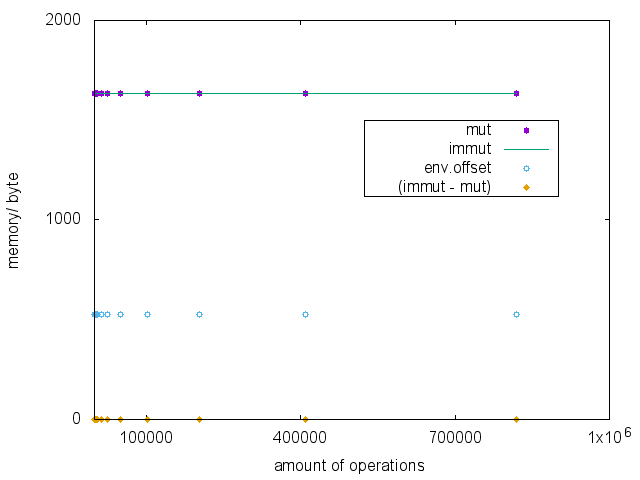 2000
1000
0
memory/ byte
mut
immut
env.offset
(immut - mut)
100000 400000 700000 1x10^6
amount of operations